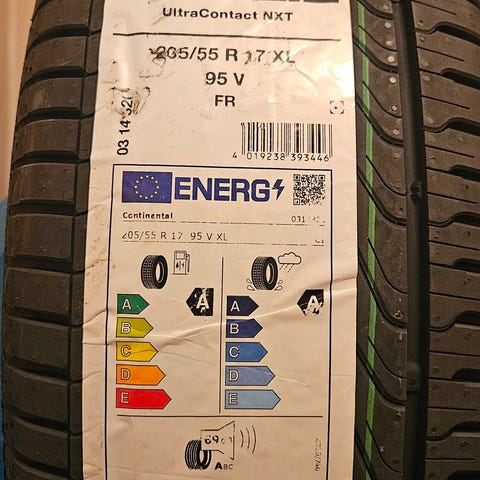 UltraContact NXT
205/55 R 17 XL
95 V
FR
4 019238 393446
ENERG
Continental
205/55 R 17 95 V XL
C1
A A
B
C
D
E
A A
B
C
D
E
ABC